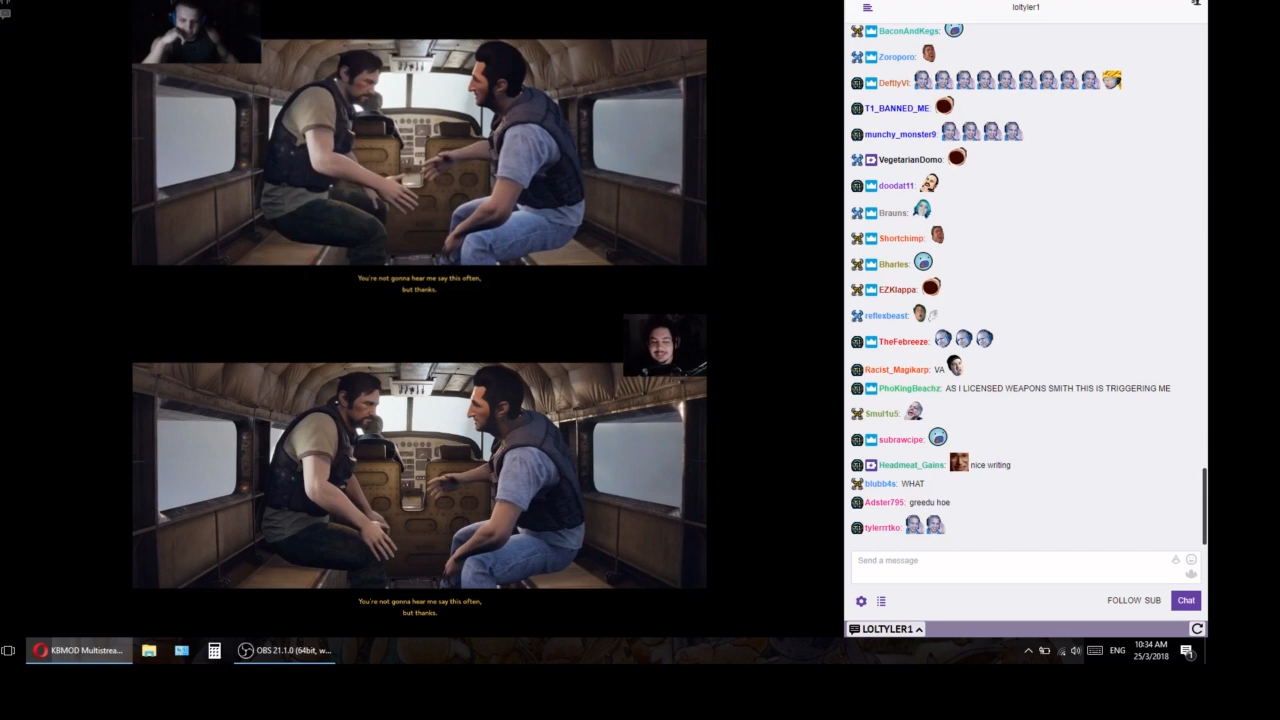 You're not gonna hear me say this often,
but thanks.
You're not gonna hear me say this often,
but thanks.
loltyler1
BaconAndKegs:
Zoroporo:
DeftlyVI:
T1_BANNED_ME:
munchy_monster9:
VegetarianDomo:
doodat11:
Brauns:
Shortchimp:
Bharles:
EZKlappa:
reflexbeast:
TheFebreeze:
Racist_Magikarp: VA
PhoKingBeachz: AS I LICENSED WEAPONS SMITH THIS IS TRIGGERING ME
Smul1u5:
subrawcipe:
Headmeat_Gains: nice writing
blubb4s: WHAT
Adster795: greedu hoe
tylerrrtko:
Send a message
FOLLOW SUB Chat
LOLTYLER1
KBMOD Multistrea...
OBS 21.1.0 (64bit, w...
ENG
10:34 AM
25/3/2018
1